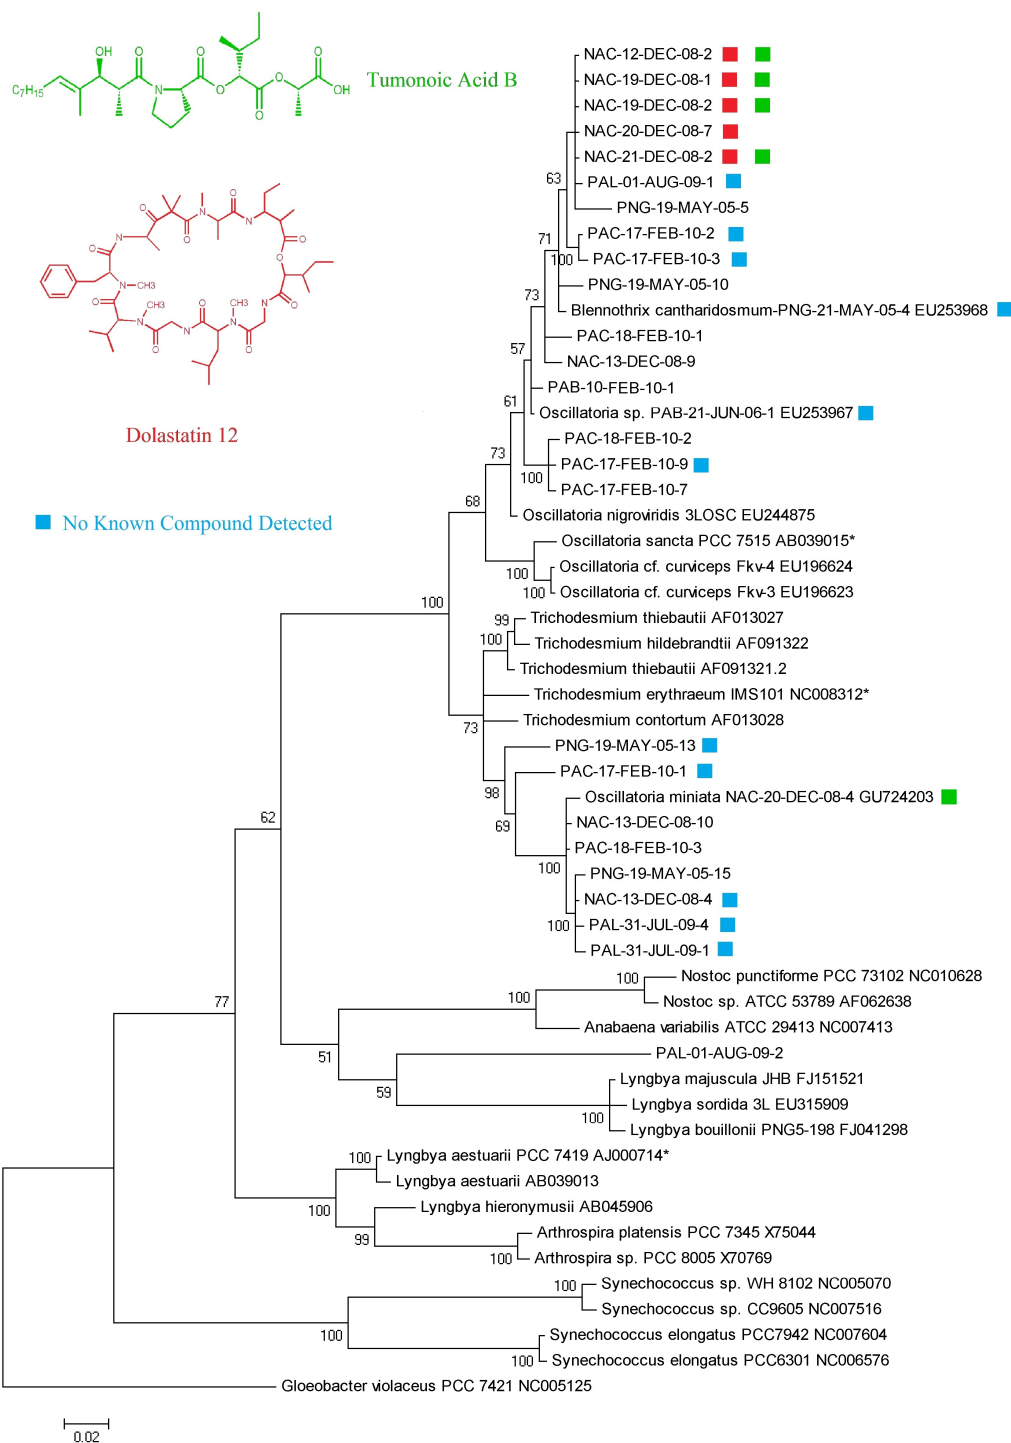 OH
O
O
O
O
C7H15
N
O
O
OH
O
Tumonoic Acid B
NAC-12-DEC-08-2
NAC-19-DEC-08-1
NAC-19-DEC-08-2
NAC-20-DEC-08-7
NAC-21-DEC-08-2
63
PAL-01-AUG-09-1
PNG-19-MAY-05-5
71
PAC-17-FEB-10-2
100
PAC-17-FEB-10-3
PNG-19-MAY-05-10
73
Blennothrix cantharidosmum-PNG-21-MAY-05-4 EU253968
PAC-18-FEB-10-1
57
NAC-13-DEC-08-9
PAB-10-FEB-10-1
61
Oscillatoria sp. PAB-21-JUN-06-1 EU253967
PAC-18-FEB-10-2
73
PAC-17-FEB-10-9
100
PAC-17-FEB-10-7
68
Oscillatoria nigroviridis 3LOSC EU244875
Oscillatoria sancta PCC 7515 AB039015*
100
Oscillatoria cf. curviceps Fkv-4 EU196624
100
Oscillatoria cf. curviceps Fkv-3 EU196623
100
99
Trichodesmium thiebautii AF013027
100
Trichodesmium hildebrandtii AF091322
Trichodesmium thiebautii AF091321.2
Trichodesmium erythraeum IMS101 NC008312*
73
Trichodesmium contortum AF013028
PNG-19-MAY-05-13
PAC-17-FEB-10-1
98
Oscillatoria miniata NAC-20-DEC-08-4 GU724203
62
69
NAC-13-DEC-08-10
PAC-18-FEB-10-3
100
PNG-19-MAY-05-15
NAC-13-DEC-08-4
100
PAL-31-JUL-09-4
PAL-31-JUL-09-1
100
Nostoc punctiforme PCC 73102 NC010628
77
100
Nostoc sp. ATCC 53789 AF062638
Anabaena variabilis ATCC 29413 NC007413
51
PAL-01-AUG-09-2
59
Lyngbya majuscula JHB FJ151521
Lyngbya sordida 3L EU315909
100
Lyngbya bouillonii PNG5-198 FJ041298
100
Lyngbya aestuarii PCC 7419 AJ000714*
Lyngbya aestuarii AB039013
100
Lyngbya hieronymusii AB045906
99
Arthrospira platensis PCC 7345 X75044
100
Arthrospira sp. PCC 8005 X70769
100
Synechococcus sp. WH 8102 NC005070
Synechococcus sp. CC9605 NC007516
100
Synechococcus elongatus PCC7942 NC007604
100
Synechococcus elongatus PCC6301 NC006576
Gloeobacter violaceus PCC 7421 NC005125
0.02
O
O
N
O
N
O
N
O
O
N
O
O
N
CH3
CH3
O
N
O
N
O
N
CH3
O
N
O
Dolastatin 12
No Known Compound Detected